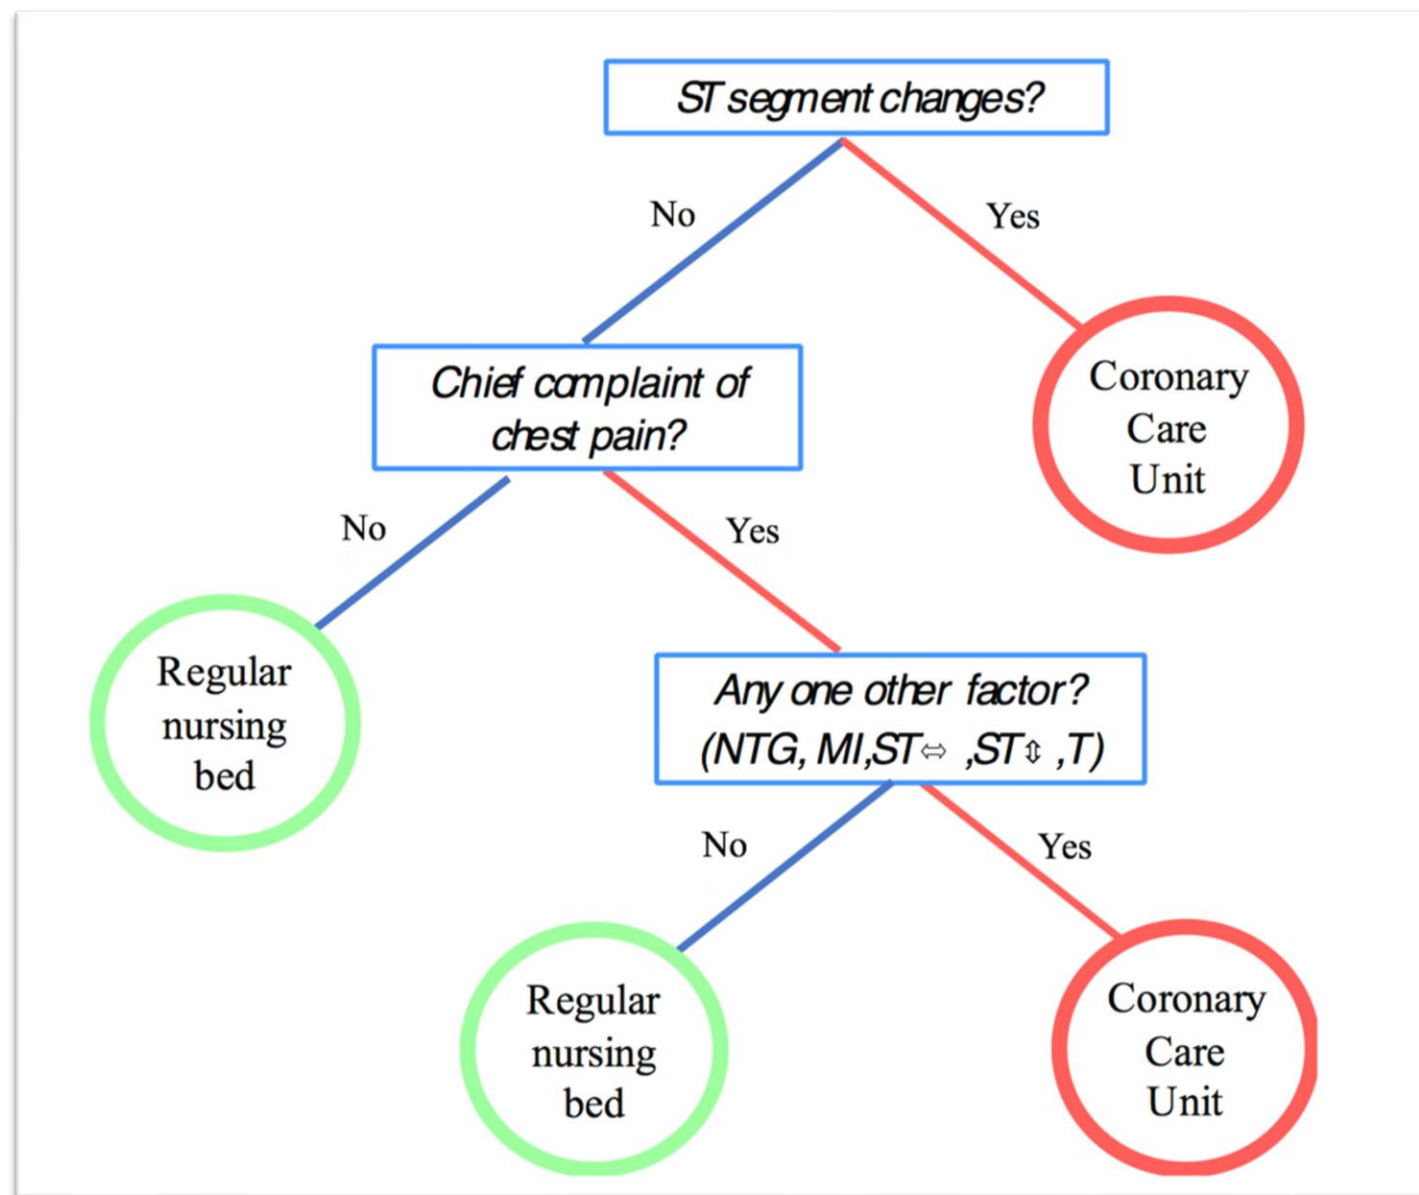 ST segment changes?
No
Yes
Chief complaint of
chest pain?
Coronary
Care
Unit
No
Yes
Regular
nursing
bed
Any one other factor?
(NTG, MI,ST⬄ ,ST⇳ ,T)
No
Yes
Regular
nursing
bed
Coronary
Care
Unit